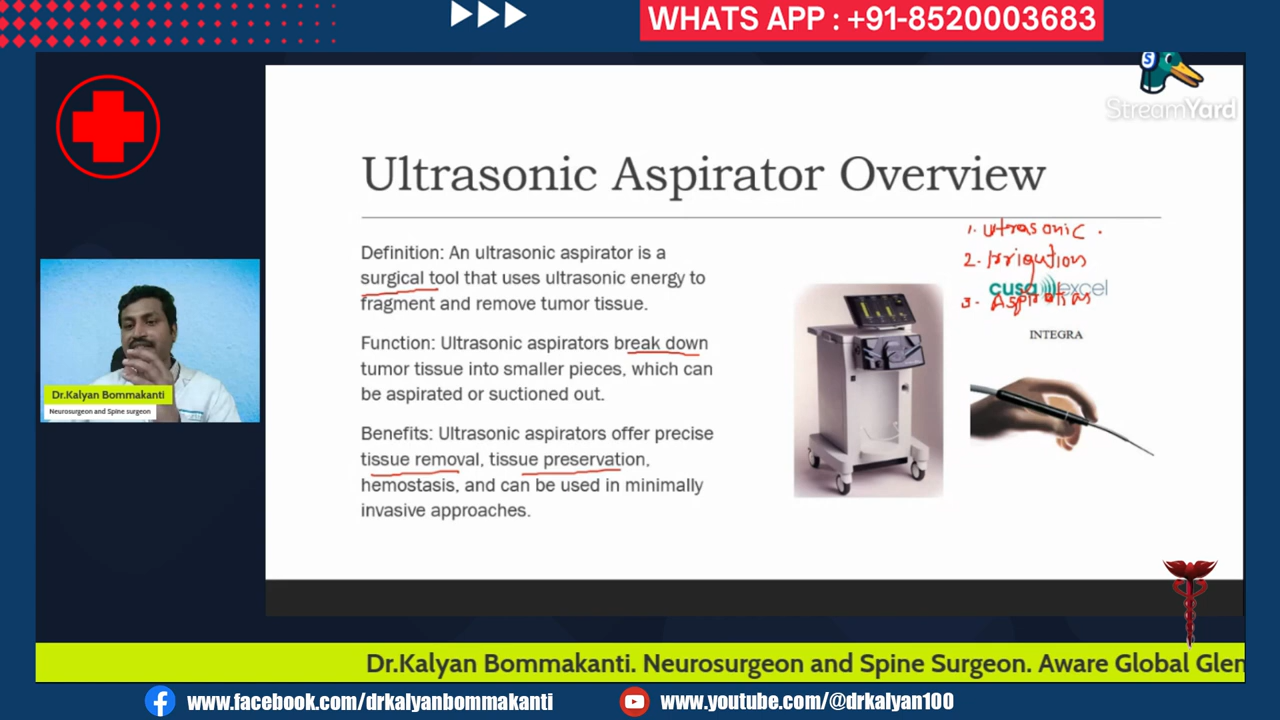 WHATS APP : +91-8520003683
S
StreamYard
Ultrasonic Aspirator Overview
Definition: An ultrasonic aspirator is a
surgical tool that uses ultrasonic energy to
fragment and remove tumor tissue.
Function: Ultrasonic aspirators break down
tumor tissue into smaller pieces, which can
be aspirated or suctioned out.
Benefits: Ultrasonic aspirators offer precise
tissue removal, tissue preservation,
hemostasis, and can be used in minimally
invasive approaches.
1. Utrasonic .
2. Irrigution
cusa excel
3. Aspiration
INTEGRA
Dr.Kalyan Bommakanti
Neurosurgeon and Spine surgeon
Dr.Kalyan Bommakanti. Neurosurgeon and Spine Surgeon. Aware Global Glen
www.facebook.com/drkalyanbommakanti
www.youtube.com/@drkalyan100